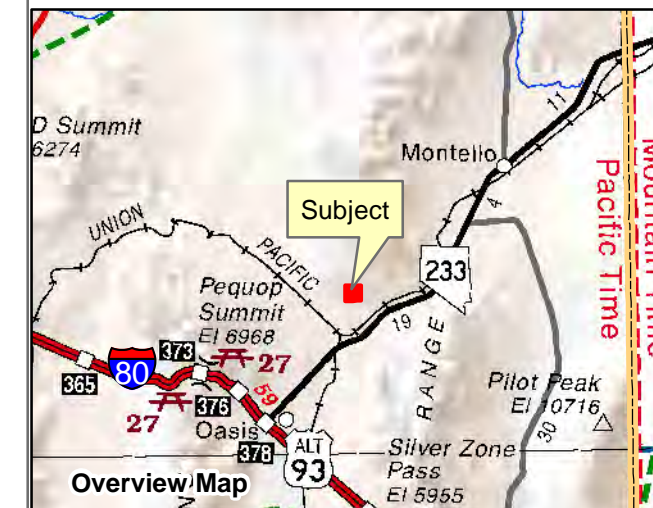 D Summit
6274
Montello
11
4
Mountain Time
Pacific Time
Subject
UNION
PACIFIC
233
19
RANGE
Pequop
Summit
El 6968
373
27
365
80
59
27
376
Oasis
378
ALT
93
Pilot Peak
El 10716
30
Silver Zone
Pass
El 5955
Overview Map